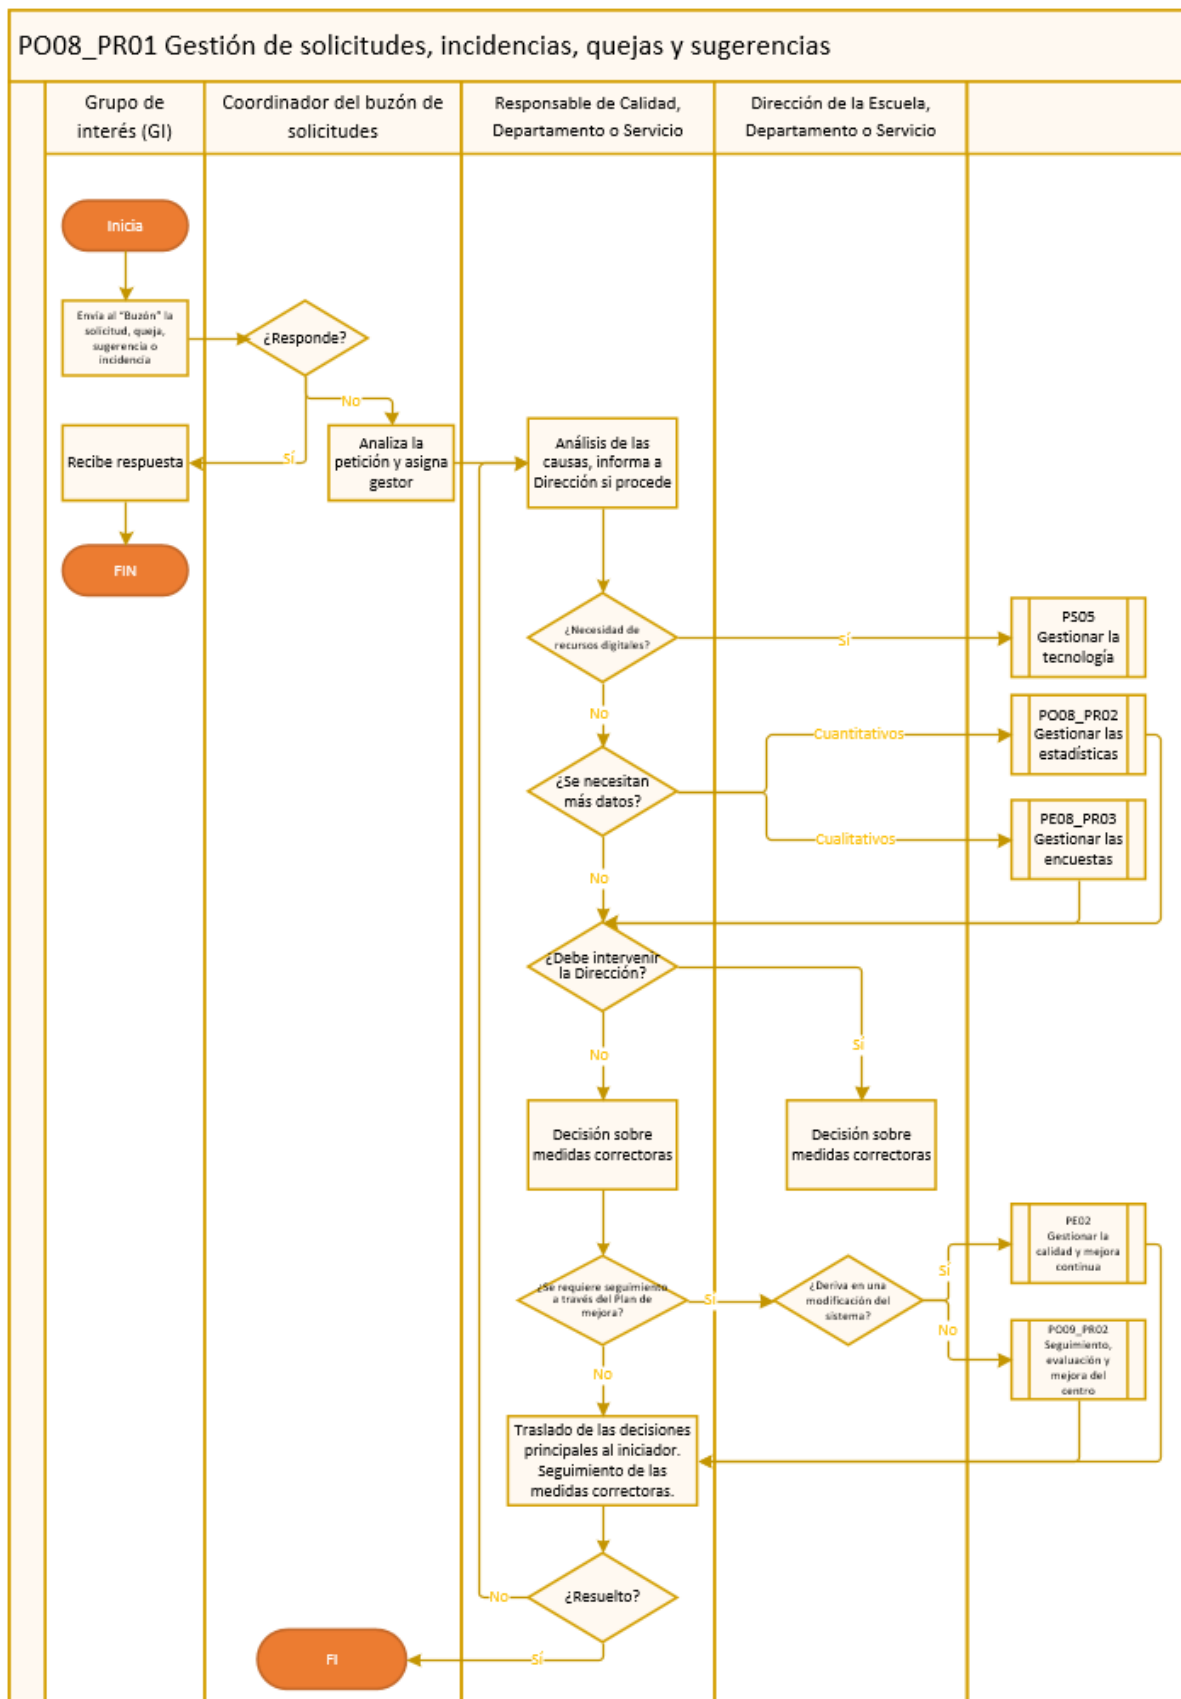 PO08_PR01 Gestión de solicitudes, incidencias, quejas y sugerencias
Grupo de
interés (GI)
Coordinador del buzón de
solicitudes
Responsable de Calidad,
Departamento o Servicio
Dirección de la Escuela,
Departamento o Servicio
Inicia
Envía al "Buzón" la
solicitud, queja,
sugerencia o
incidencia
¿Responde?
No
Sí
Recibe respuesta
Analiza la
petición y asigna
gestor
Análisis de las
causas, informa a
Dirección si procede
FIN
¿Necesidad de
recursos digitales?
Sí
PS05
Gestionar la
tecnología
No
Cuantitativos
PO08_PR02
Gestionar las
estadísticas
¿Se necesitan
más datos?
Cualitativos
PE08_PR03
Gestionar las
encuestas
No
¿Debe intervenir
la Dirección?
Sí
No
Decisión sobre
medidas correctoras
Decisión sobre
medidas correctoras
PE02
Gestionar la
calidad y mejora
continua
¿Se requiere seguimiento
a través del Plan de
mejora?
Sí
¿Deriva en una
modificación del
sistema?
Sí
No
PO09_PR02
Seguimiento,
evaluación y
mejora del
centro
No
Traslado de las decisiones
principales al iniciador.
Seguimiento de las
medidas correctoras.
¿Resuelto?
No
Sí
FI